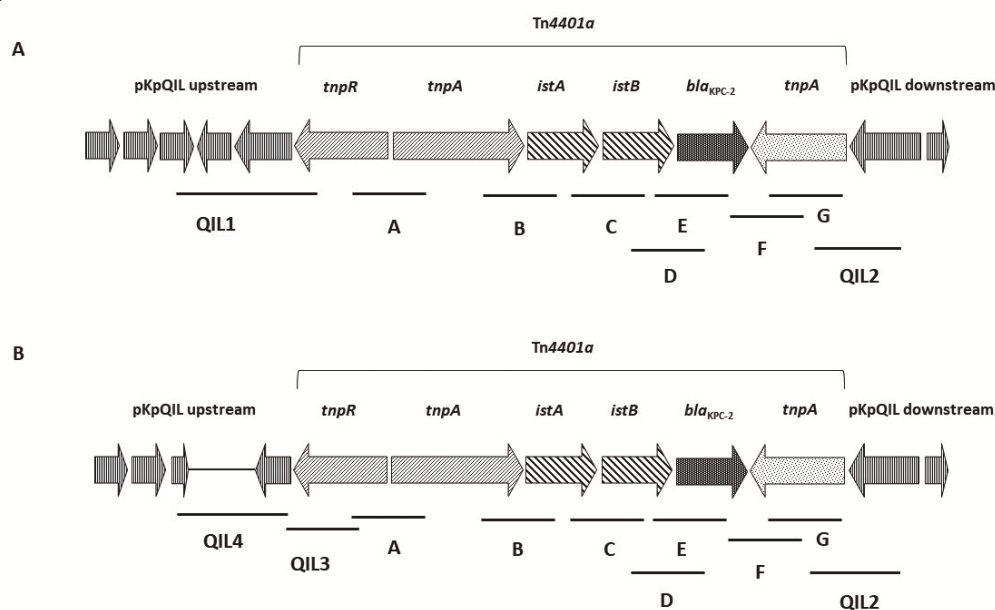 Tn4401a
A
pKpQIL upstream tnpR tnpA istA istB blaKPC-2 tnpA pKpQIL downstream
QIL1 A B C E G
D F QIL2
Tn4401a
B
pKpQIL upstream tnpR tnpA istA istB blaKPC-2 tnpA pKpQIL downstream
QIL4 QIL3 A B C E G
D F QIL2